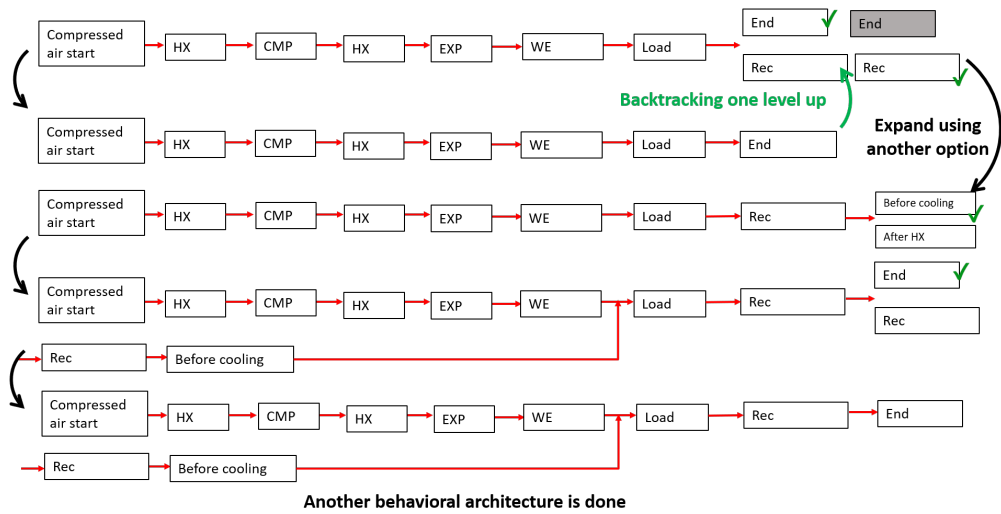 Compressed
air start
HX
CMP
HX
EXP
WE
Load
End
End
Rec
Rec
Backtracking one level up
Expand using
another option
Compressed
air start
HX
CMP
HX
EXP
WE
Load
End
Compressed
air start
HX
CMP
HX
EXP
WE
Load
Rec
Before cooling
After HX
Compressed
air start
HX
CMP
HX
EXP
WE
Load
Rec
End
Rec
Rec
Before cooling
Compressed
air start
HX
CMP
HX
EXP
WE
Load
Rec
End
Rec
Before cooling
Another behavioral architecture is done